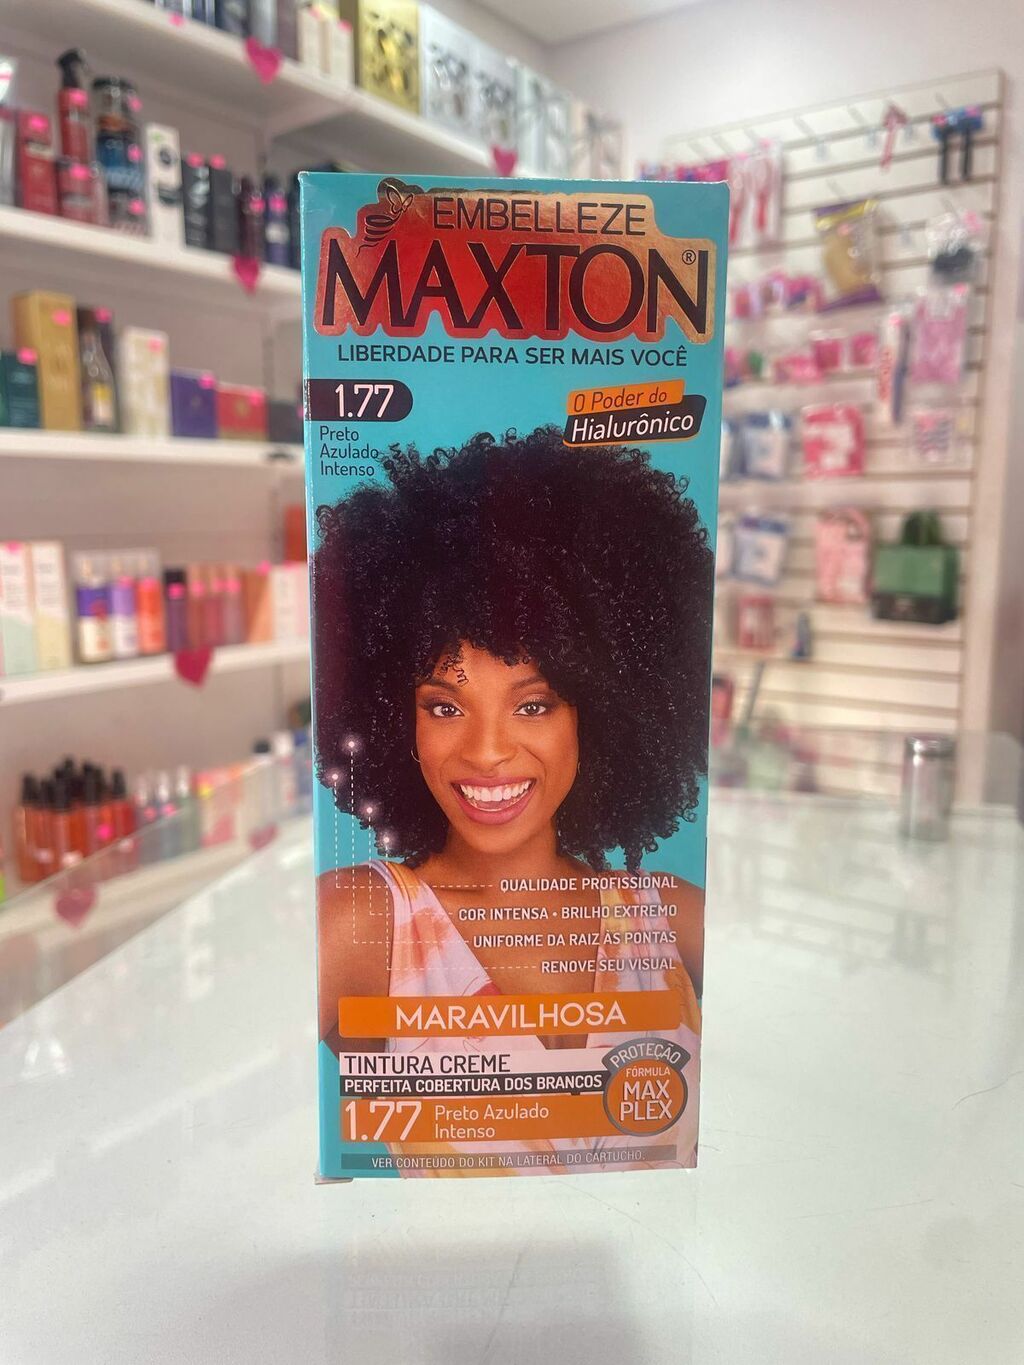 EMBELLEZE
MAXTON®
LIBERDADE PARA SER MAIS VOCÊ
1.77
Preto
Azulado
Intenso
O Poder do
Hialurônico
QUALIDADE PROFISSIONAL
COR INTENSA • BRILHO EXTREMO
UNIFORME DA RAIZ ÀS PONTAS
RENOVE SEU VISUAL
MARAVILHOSA
TINTURA CREME
PERFEITA COBERTURA DOS BRANCOS
1.77 Preto Azulado
Intenso
PROTEÇÃO
FÓRMULA
MAX
PLEX
VER CONTEÚDO DO KIT NA LATERAL DO CARTUCHO.